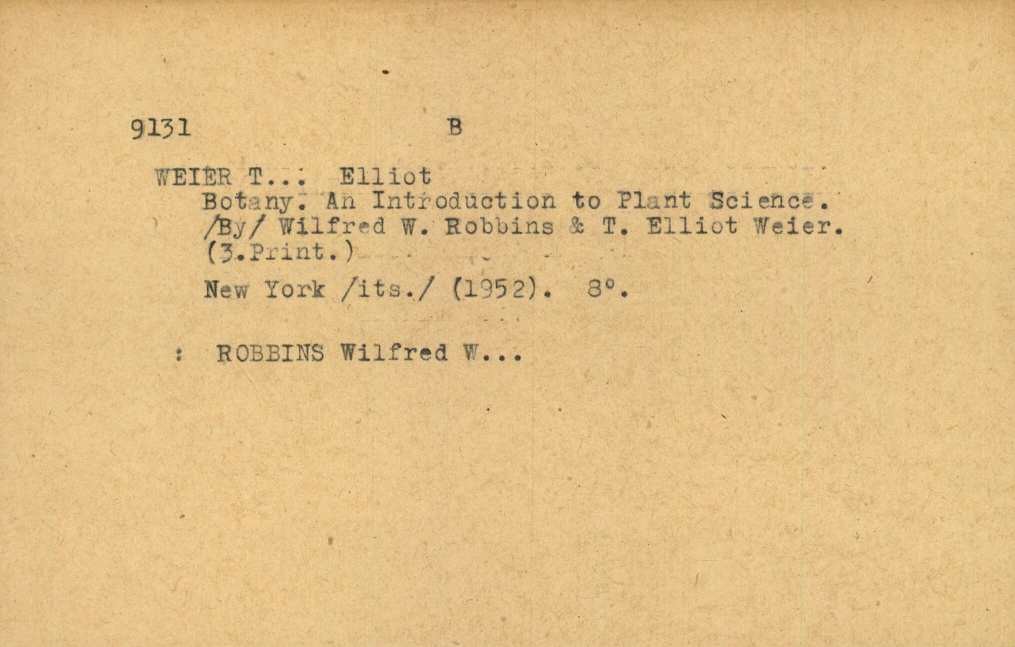 9131 B
WEIER T... Elliot
Botany. An Introduction to Plant Science.
/By/ Wilfred W. Robbins & T. Elliot Weier.
(3.Print.)
New York /its./ (1952). 8°.
: ROBBINS Wilfred W...